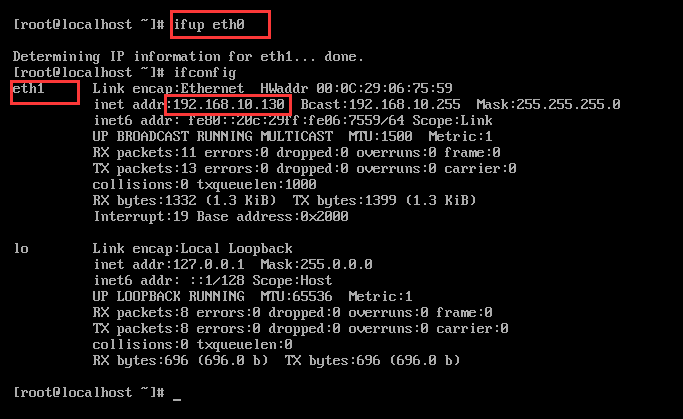 [root@localhost ~]# ifup eth0
Determining IP information for eth1... done.
[root@localhost ~]# ifconfig
eth1 Link encap:Ethernet HWaddr 00:0C:29:06:75:59
inet addr:192.168.10.130 Bcast:192.168.10.255 Mask:255.255.255.0
inet6 addr: fe80::20c:29ff:fe06:7559/64 Scope:Link
UP BROADCAST RUNNING MULTICAST MTU:1500 Metric:1
RX packets:11 errors:0 dropped:0 overruns:0 frame:0
TX packets:13 errors:0 dropped:0 overruns:0 carrier:0
collisions:0 txqueuelen:1000
RX bytes:1332 (1.3 KiB) TX bytes:1399 (1.3 KiB)
Interrupt:19 Base address:0x2000
lo Link encap:Local Loopback
inet addr:127.0.0.1 Mask:255.0.0.0
inet6 addr: ::1/128 Scope:Host
UP LOOPBACK RUNNING MTU:65536 Metric:1
RX packets:8 errors:0 dropped:0 overruns:0 frame:0
TX packets:8 errors:0 dropped:0 overruns:0 carrier:0
collisions:0 txqueuelen:0
RX bytes:696 (696.0 b) TX bytes:696 (696.0 b)
[root@localhost ~]# _